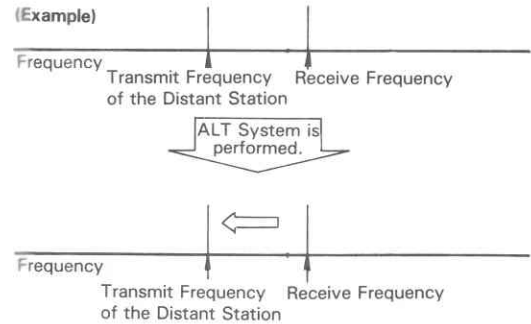 (Example)
Frequency
Transmit Frequency Receive Frequency
of the Distant Station
ALT System is
performed.
Frequency
Transmit Frequency Receive Frequency
of the Distant Station